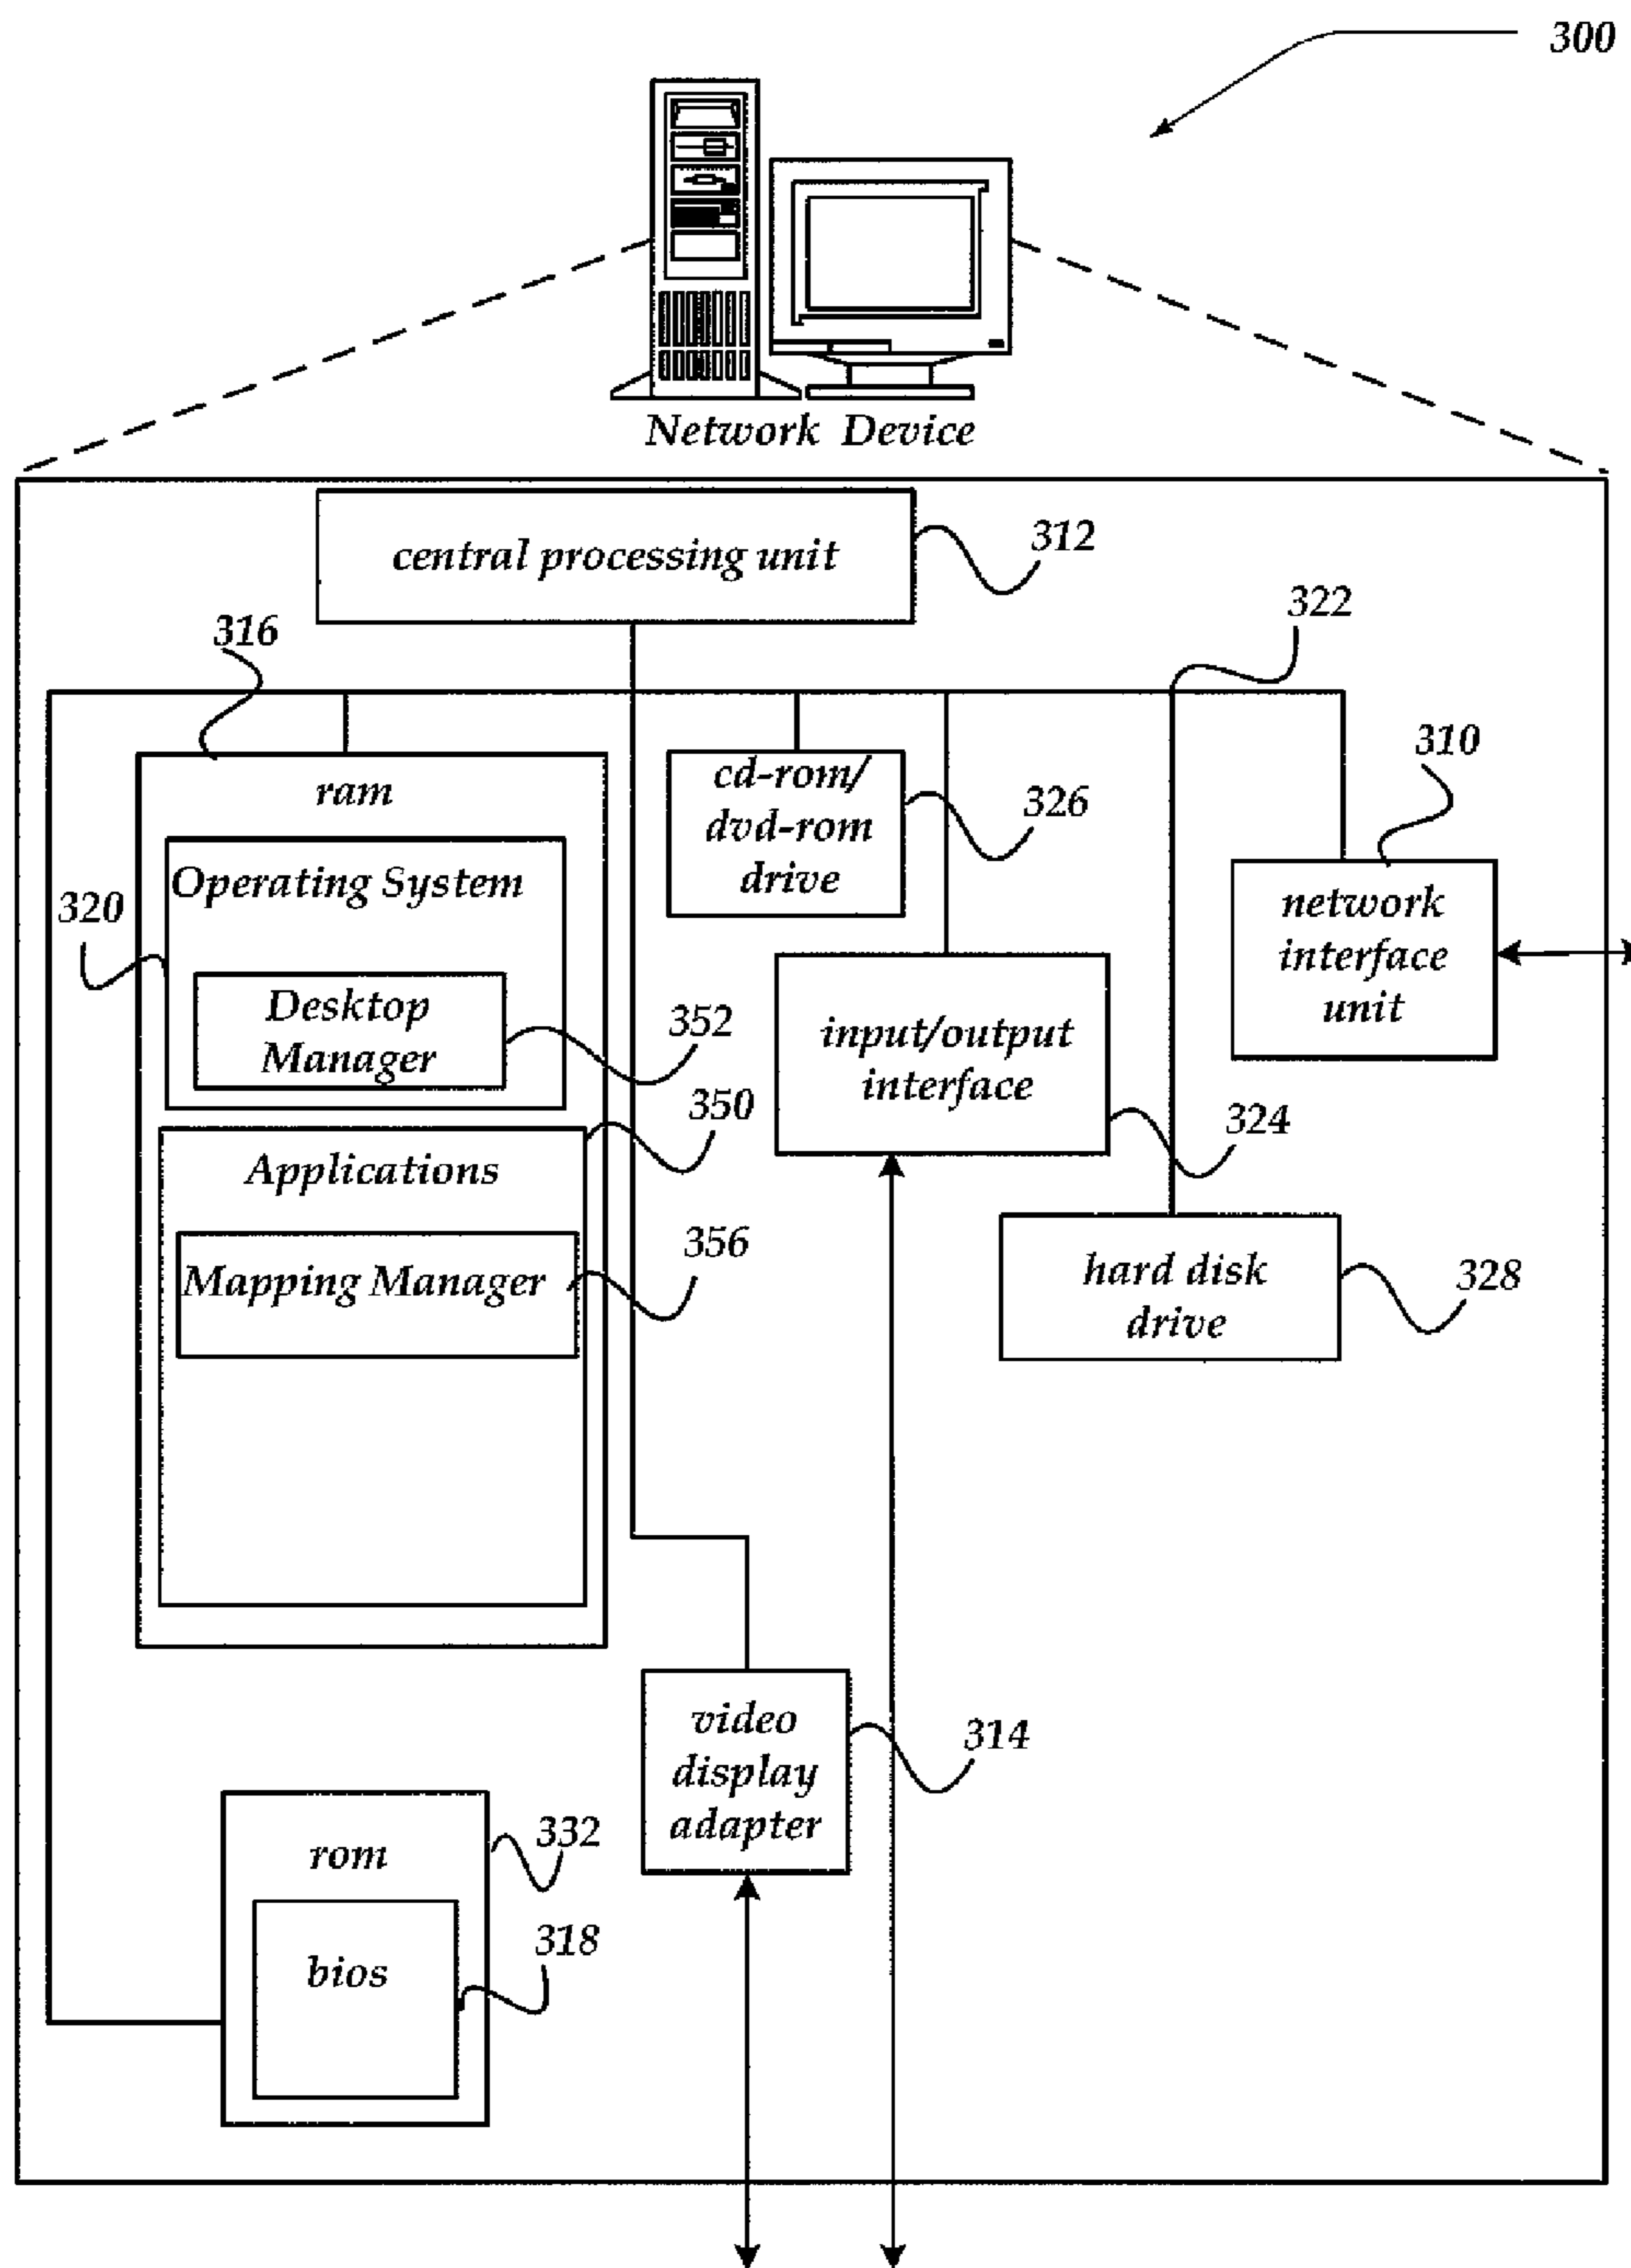 300
Network Device
central processing unit
312
322
316
310
ram
cd-rom/
dvd-rom
drive
326
Operating System
320
network
interface
unit
Desktop
Manager
352
input/output
interface
350
324
Applications
356
Mapping Manager
hard disk
drive
328
video
display
adapter
314
332
rom
318
bios